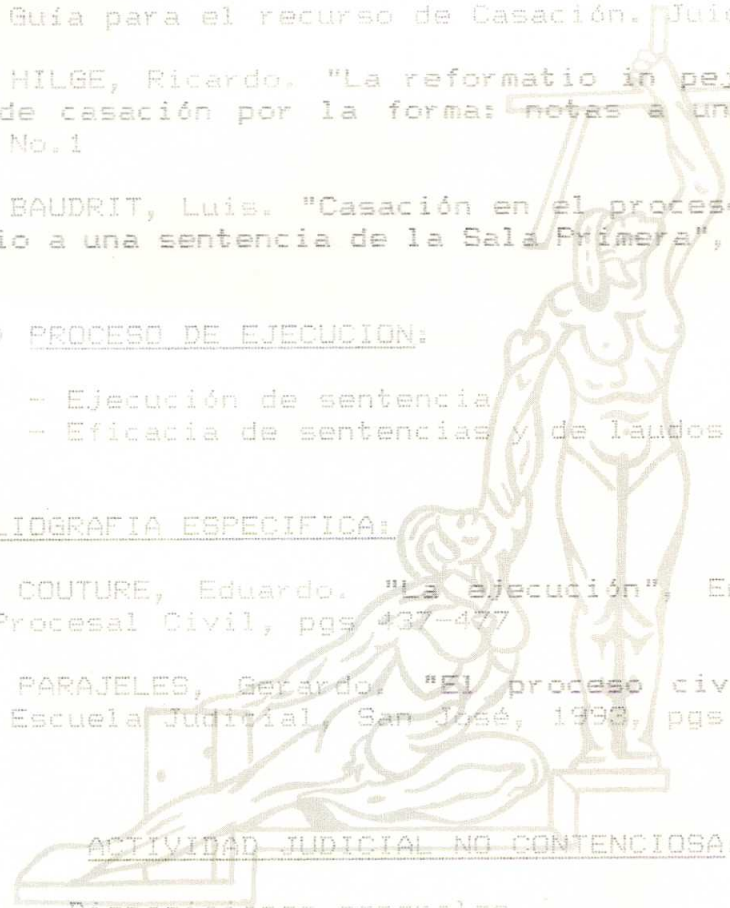 Guía para el recurso de Casación. Juic
HILGE, Ricardo. "La reformatio in pej
de casación por la forma: notas a un
No.1
BAUDRIT, Luis. "Casación en el proces
io a una sentencia de la Sala Primera",
PROCESO DE EJECUCION:
- Ejecución de sentencia
- Eficacia de sentencias y de laudos
LIOGRAFIA ESPECIFICA:
COUTURE, Eduardo. "La ejecución", E
Procesal Civil, pgs 437-477
PARAJELES, Gerardo. "El proceso civ
Escuela Judicial, San José, 1993, pgs
ACTIVIDAD JUDICIAL NO CONTENCIOSA